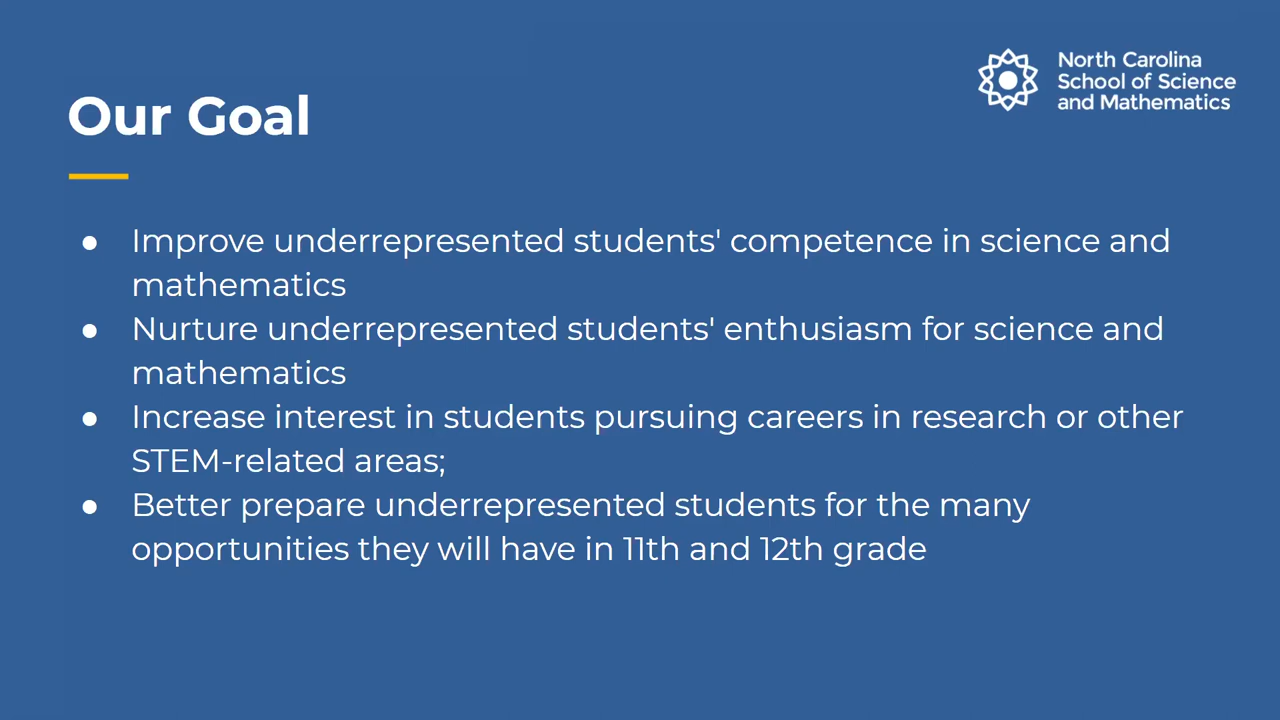 North Carolina
School of Science
and Mathematics
Our Goal
● Improve underrepresented students' competence in science and
mathematics
● Nurture underrepresented students' enthusiasm for science and
mathematics
● Increase interest in students pursuing careers in research or other
STEM-related areas;
● Better prepare underrepresented students for the many
opportunities they will have in 11th and 12th grade